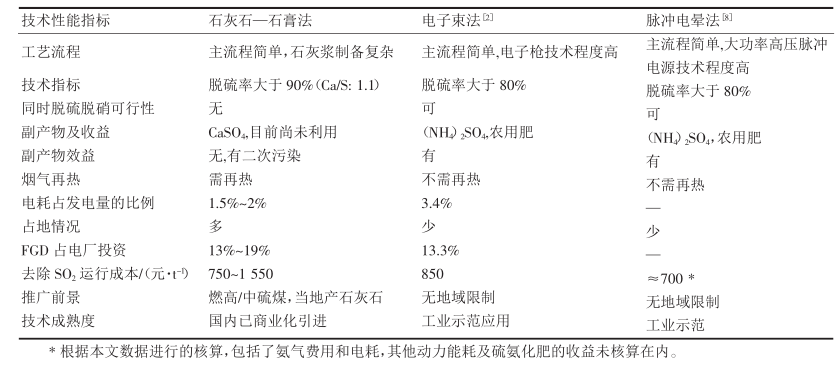 技术性能指标 石灰石—石膏法 电子束法[2] 脉冲电晕法[8]
工艺流程 主流程简单，石灰浆制备复杂 主流程简单,电子枪技术程度高 主流程简单,大功率高压脉冲
电源技术程度高
技术指标 脱硫率大于 90%(Ca/S: 1.1) 脱硫率大于 80% 脱硫率大于 80%
同时脱硫脱硝可行性 无 可 可
副产物及收益 CaSO4,目前尚未利用 (NH4)2SO4,农用肥 (NH4)2SO4,农用肥
副产物效益 无,有二次污染 有 有
烟气再热 需再热 不需再热 不需再热
电耗占发电量的比例 1.5%~2% 3.4% —
占地情况 多 少 少
FGD 占电厂投资 13%~19% 13.3% —
去除 SO2 运行成本/(元·t-1) 750~1 550 850 ≈700 *
推广前景 燃高/中硫煤，当地产石灰石 无地域限制 无地域限制
技术成熟度 国内已商业化引进 工业示范应用 工业示范
* 根据本文数据进行的核算,包括了氨气费用和电耗,其他动力能耗及硫氨化肥的收益未核算在内。